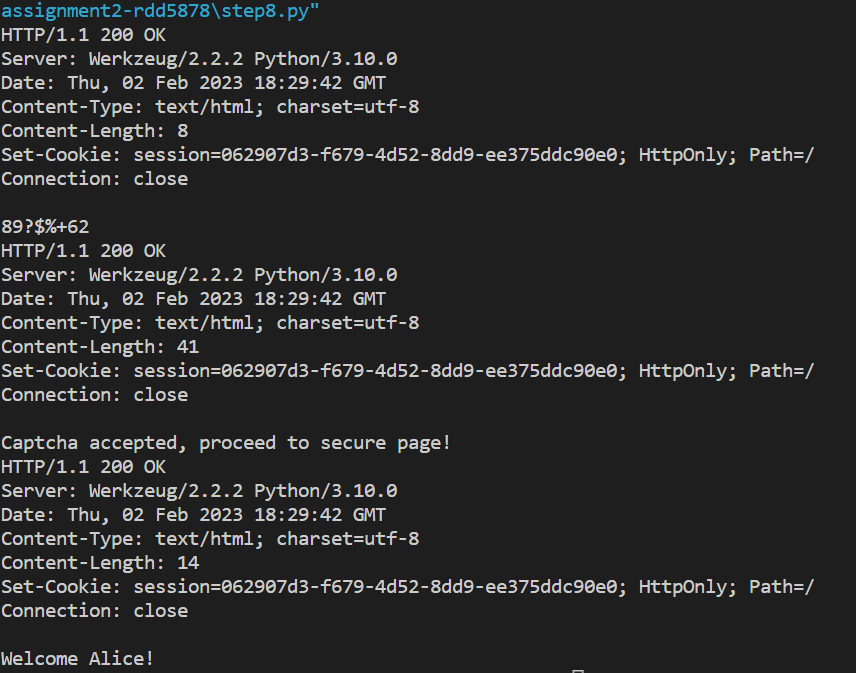 assignment2-rdd5878\step8.py"
HTTP/1.1 200 OK
Server: Werkzeug/2.2.2 Python/3.10.0
Date: Thu, 02 Feb 2023 18:29:42 GMT
Content-Type: text/html; charset=utf-8
Content-Length: 8
Set-Cookie: session=062907d3-f679-4d52-8dd9-ee375ddc90e0; HttpOnly; Path=/
Connection: close

89?$%+62
HTTP/1.1 200 OK
Server: Werkzeug/2.2.2 Python/3.10.0
Date: Thu, 02 Feb 2023 18:29:42 GMT
Content-Type: text/html; charset=utf-8
Content-Length: 41
Set-Cookie: session=062907d3-f679-4d52-8dd9-ee375ddc90e0; HttpOnly; Path=/
Connection: close

Captcha accepted, proceed to secure page!
HTTP/1.1 200 OK
Server: Werkzeug/2.2.2 Python/3.10.0
Date: Thu, 02 Feb 2023 18:29:42 GMT
Content-Type: text/html; charset=utf-8
Content-Length: 14
Set-Cookie: session=062907d3-f679-4d52-8dd9-ee375ddc90e0; HttpOnly; Path=/
Connection: close

Welcome Alice!